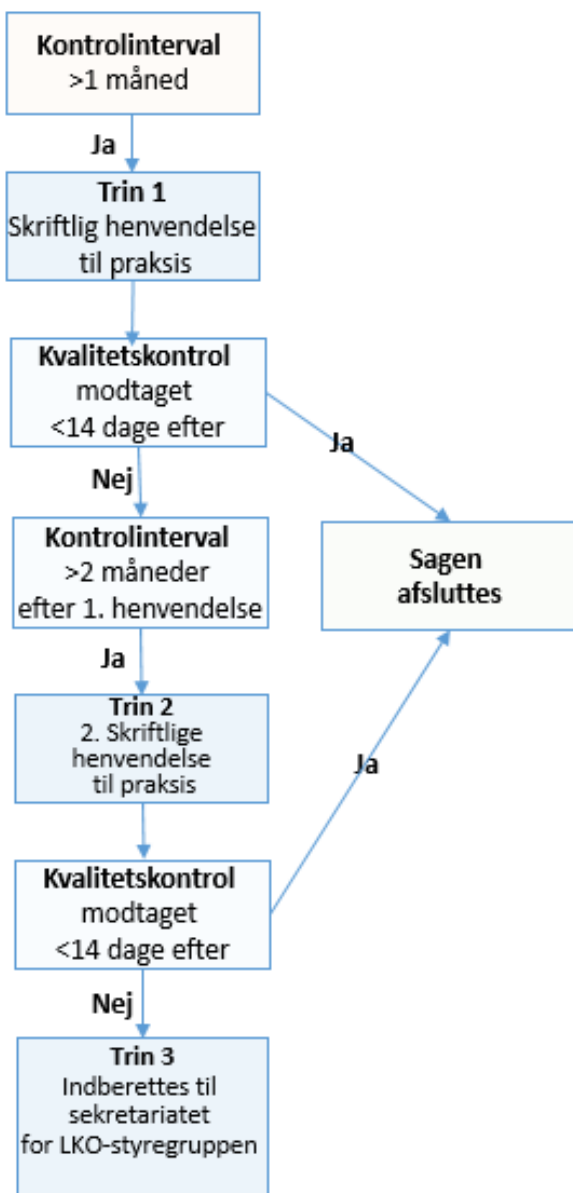 Kontrolinterval
>1 måned
Ja
Trin 1
Skriftlig henvendelse
til praksis
Kvalitetskontrol
modtaget
<14 dage efter
Ja
Nej
Kontrolinterval
>2 måneder
efter 1. henvendelse
Sagen
afsluttes
Ja
Trin 2
2. Skriftlige
henvendelse
til praksis
Ja
Kvalitetskontrol
modtaget
<14 dage efter
Nej
Trin 3
Indberettes til
sekretariatet
for LKO-styregruppen